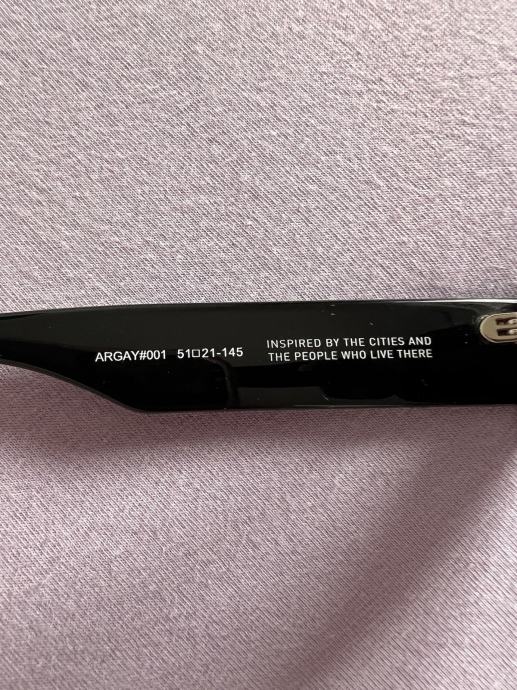 ARGAY#001 51□21-145
INSPIRED BY THE CITIES AND
THE PEOPLE WHO LIVE THERE